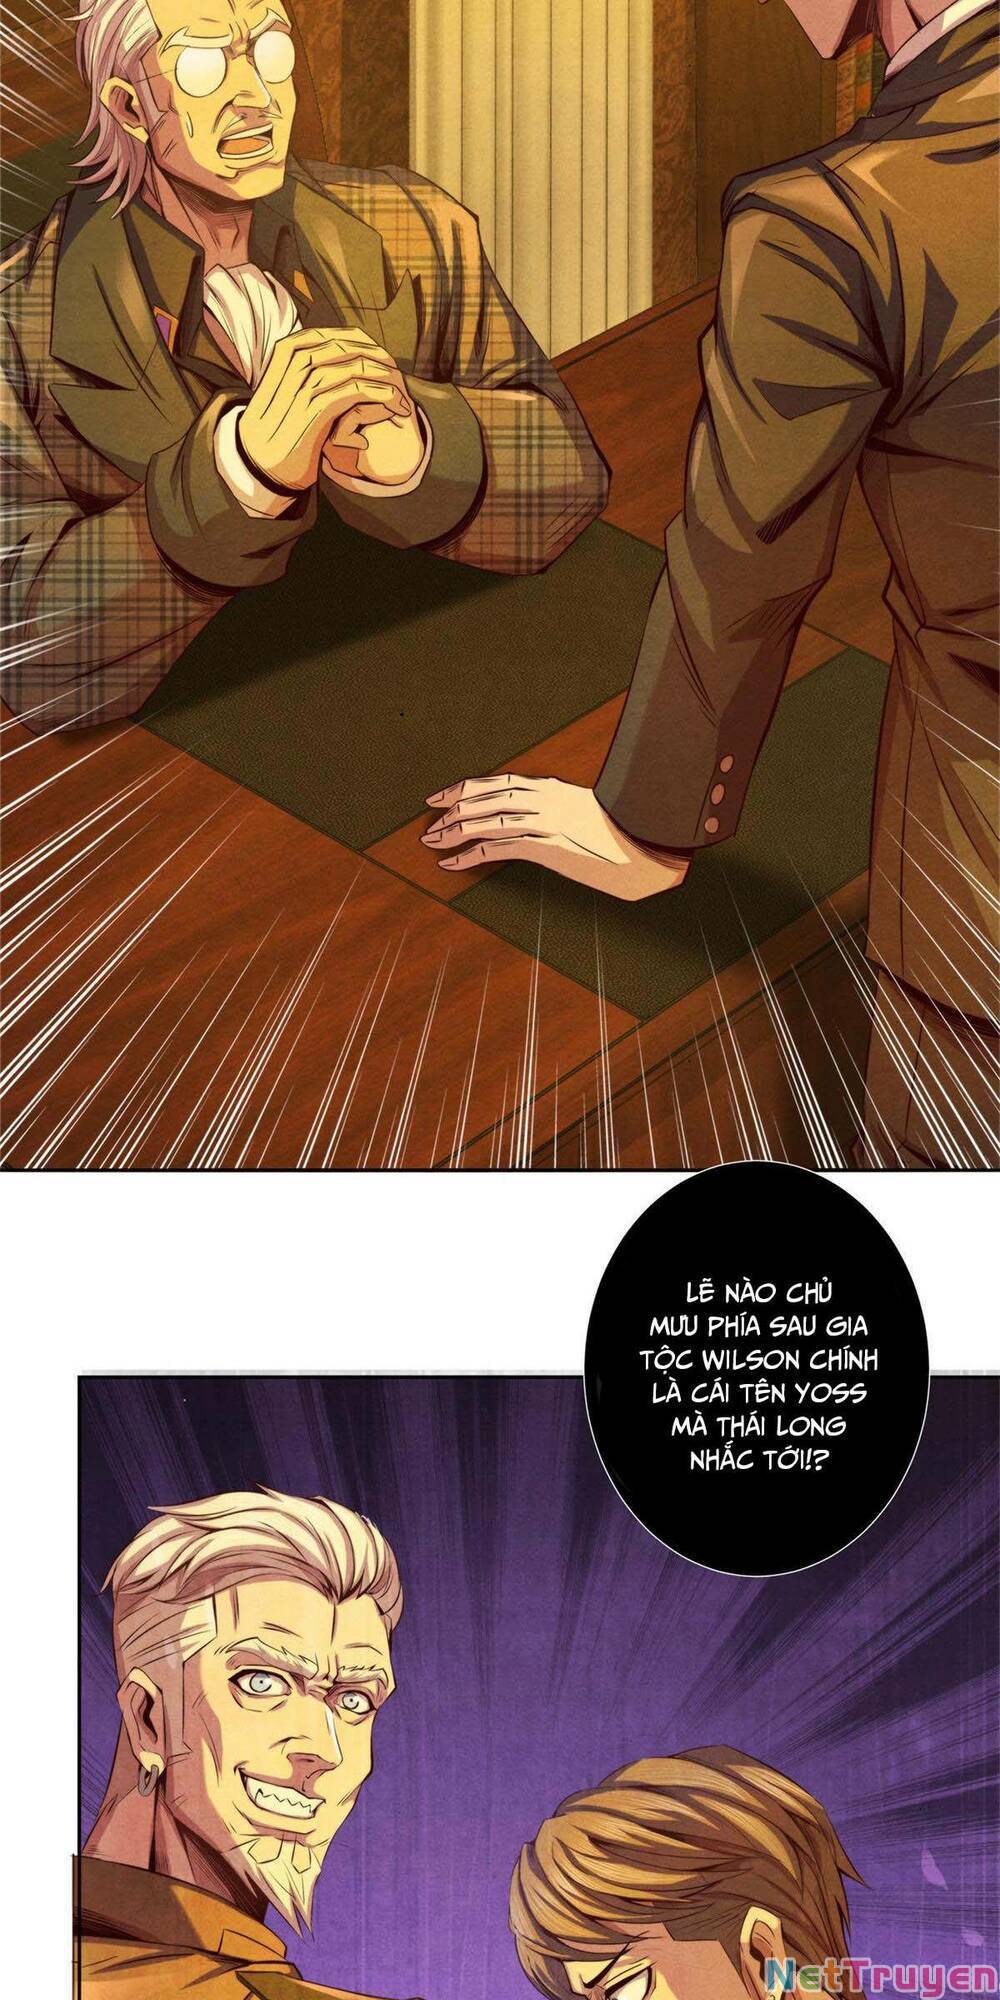 LẼ NÀO CHỦ
MƯU PHÍA SAU GIA
TỘC WILSON CHÍNH
LÀ CÁI TÊN YOSS
MÀ THÁI LONG
NHẮC TỚI!?
NetTruyen